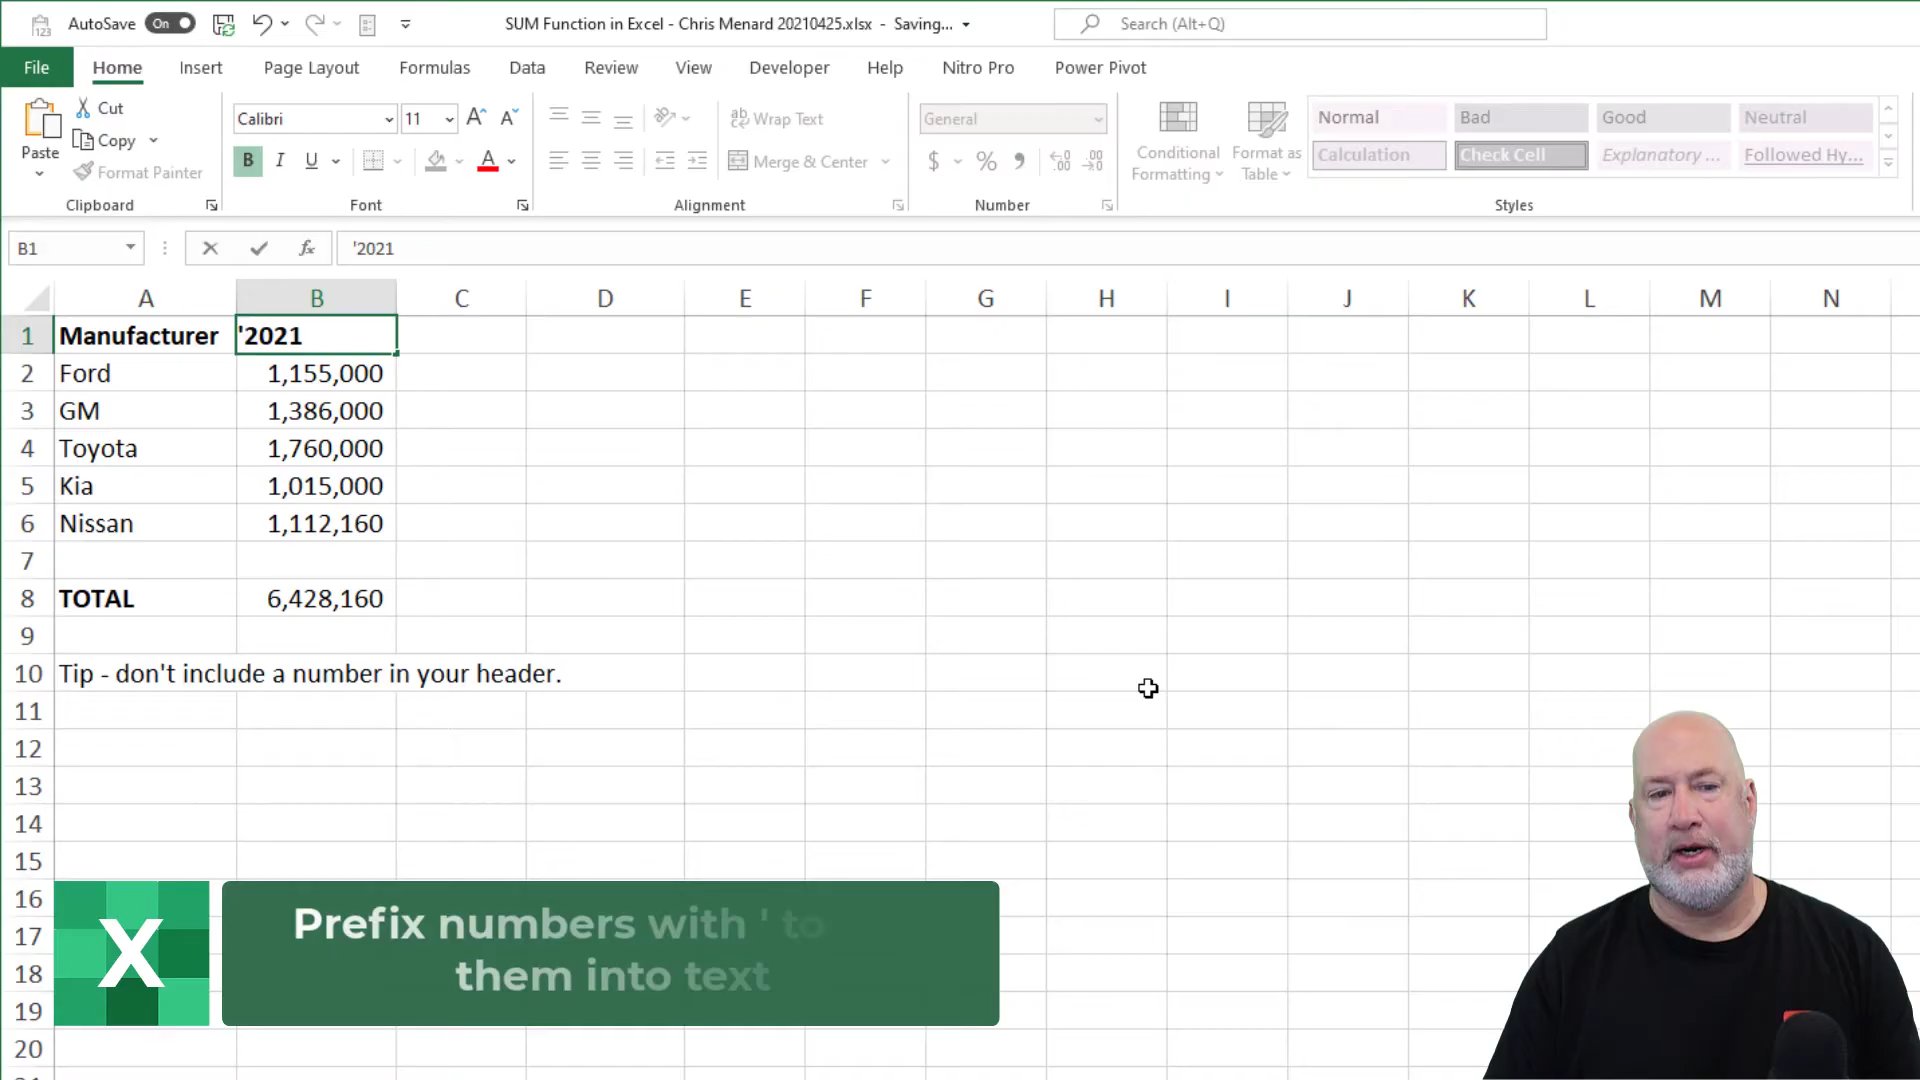 AutoSave On SUM Function in Excel - Chris Menard 20210425.xlsx - Saving... Search (Alt+Q)
File Home Insert Page Layout Formulas Data Review View Developer Help Nitro Pro Power Pivot
Paste Cut Copy Format Painter
Clipboard
Calibri 11 A A
B I U A
Font
Wrap Text
Merge & Center
Alignment
General
$ % 9 .00 .00
Number
Conditional Formatting
Format as Table
Normal Bad Good Neutral
Calculation Check Cell Explanatory ... Followed Hy...
Styles
B1 fx '2021
A B C D E F G H I J K L M N
1 Manufacturer '2021
2 Ford 1,155,000
3 GM 1,386,000
4 Toyota 1,760,000
5 Kia 1,015,000
6 Nissan 1,112,160
7
8 TOTAL 6,428,160
9
10 Tip - don't include a number in your header.
11
12
13
14
15
16
17
18
19
20
X
Prefix numbers with ' to
them into text